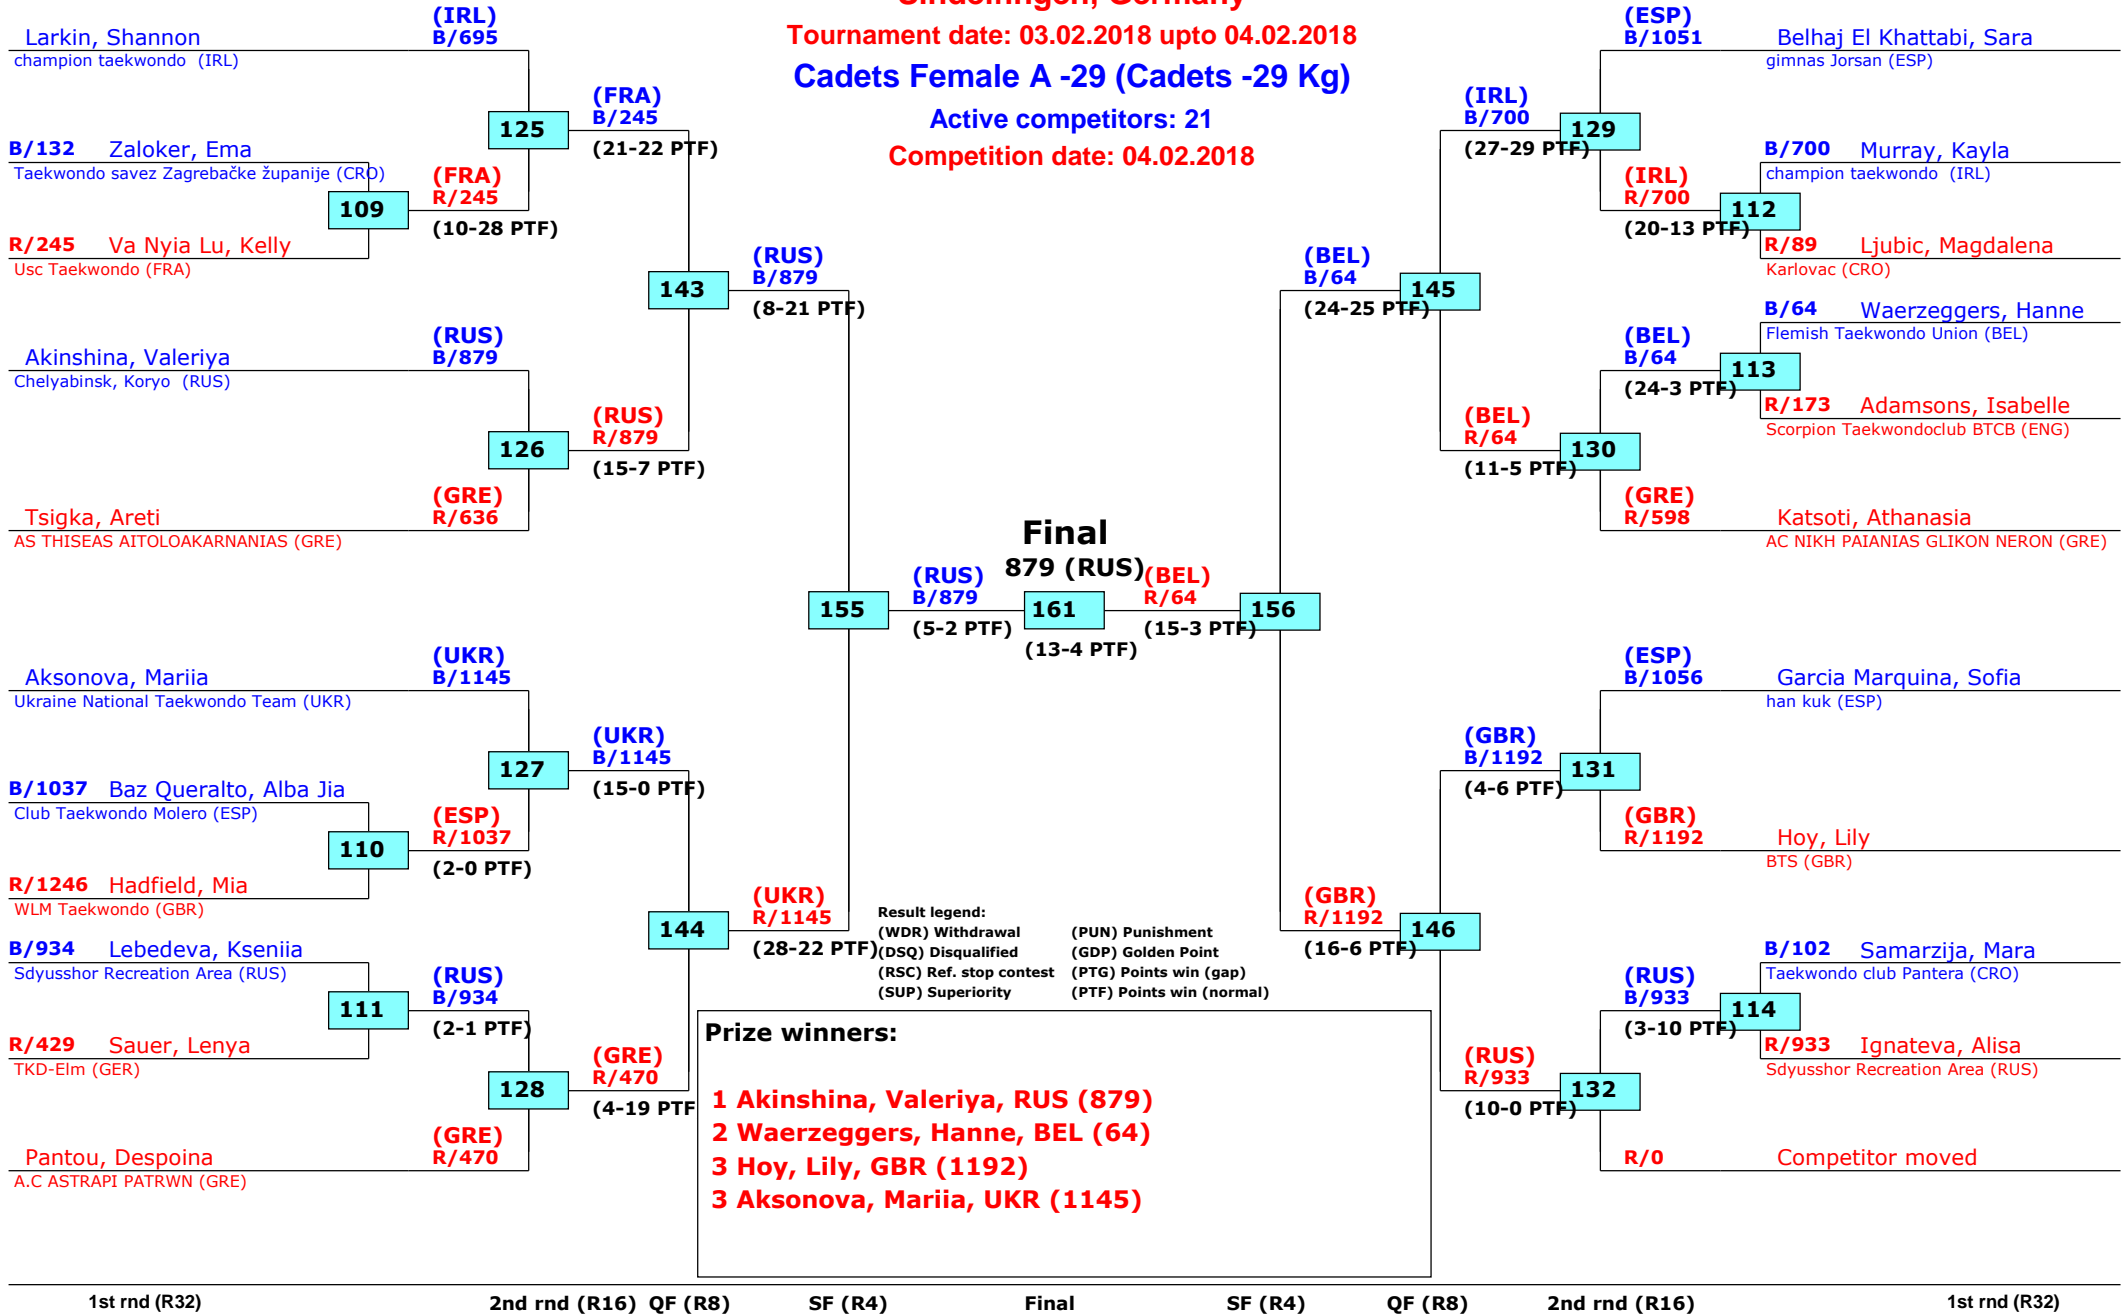 Sindelfingen, Germany
Tournament date: 03.02.2018 upto 04.02.2018
Cadets Female A -29 (Cadets -29 Kg)
Active competitors: 21
Competition date: 04.02.2018
Larkin, Shannon
champion taekwondo (IRL)
(IRL)
B/695
B/132 Zaloker, Ema
Taekwondo savez Zagrebačke županije (CRO)
R/245 Va Nyia Lu, Kelly
Usc Taekwondo (FRA)
109
(FRA)
R/245
(10-28 PTF)
125
(FRA)
B/245
(21-22 PTF)
Akinshina, Valeriya
Chelyabinsk, Koryo (RUS)
(RUS)
B/879
Tsigka, Areti
AS THISEAS AITOLOAKARNANIAS (GRE)
(GRE)
R/636
126
(RUS)
R/879
(15-7 PTF)
143
(RUS)
B/879
(8-21 PTF)
Aksonova, Mariia
Ukraine National Taekwondo Team (UKR)
(UKR)
B/1145
B/1037 Baz Queralto, Alba Jia
Club Taekwondo Molero (ESP)
R/1246 Hadfield, Mia
WLM Taekwondo (GBR)
110
(ESP)
R/1037
(2-0 PTF)
127
(UKR)
B/1145
(15-0 PTF)
B/934 Lebedeva, Kseniia
Sdyusshor Recreation Area (RUS)
R/429 Sauer, Lenya
TKD-Elm (GER)
111
(RUS)
B/934
(2-1 PTF)
Pantou, Despoina
A.C ASTRAPI PATRWN (GRE)
(GRE)
R/470
128
(GRE)
R/470
(4-19 PTF
144
(UKR)
R/1145
(28-22 PTF)
155
(RUS)
B/879
(5-2 PTF)
Final
879 (RUS)
161
(13-4 PTF)
(BEL)
R/64
(15-3 PTF)
156
(BEL)
B/64
(24-25 PTF)
145
(IRL)
B/700
(27-29 PTF)
129
(ESP)
B/1051
Belhaj El Khattabi, Sara
gimnas Jorsan (ESP)
(IRL)
R/700
(20-13 PTF)
112
B/700 Murray, Kayla
champion taekwondo (IRL)
R/89 Ljubic, Magdalena
Karlovac (CRO)
B/64 Waerzeggers, Hanne
Flemish Taekwondo Union (BEL)
(BEL)
B/64
(24-3 PTF)
113
R/173 Adamsons, Isabelle
Scorpion Taekwondoclub BTCB (ENG)
(BEL)
R/64
(11-5 PTF)
130
(GRE)
R/598
Katsoti, Athanasia
AC NIKH PAIANIAS GLIKON NERON (GRE)
(ESP)
B/1056
Garcia Marquina, Sofia
han kuk (ESP)
(GBR)
B/1192
(4-6 PTF)
131
(GBR)
R/1192
Hoy, Lily
BTS (GBR)
(GBR)
R/1192
(16-6 PTF)
146
B/102 Samarzija, Mara
Taekwondo club Pantera (CRO)
(RUS)
B/933
(3-10 PTF)
114
R/933 Ignateva, Alisa
Sdyusshor Recreation Area (RUS)
(RUS)
R/933
(10-0 PTF)
132
R/0 Competitor moved
Result legend:
(WDR) Withdrawal (PUN) Punishment
(DSQ) Disqualified (GDP) Golden Point
(RSC) Ref. stop contest (PTG) Points win (gap)
(SUP) Superiority (PTF) Points win (normal)
Prize winners:
1 Akinshina, Valeriya, RUS (879)
2 Waerzeggers, Hanne, BEL (64)
3 Hoy, Lily, GBR (1192)
3 Aksonova, Mariia, UKR (1145)
1st rnd (R32) 2nd rnd (R16) QF (R8) SF (R4) Final SF (R4) QF (R8) 2nd rnd (R16) 1st rnd (R32)